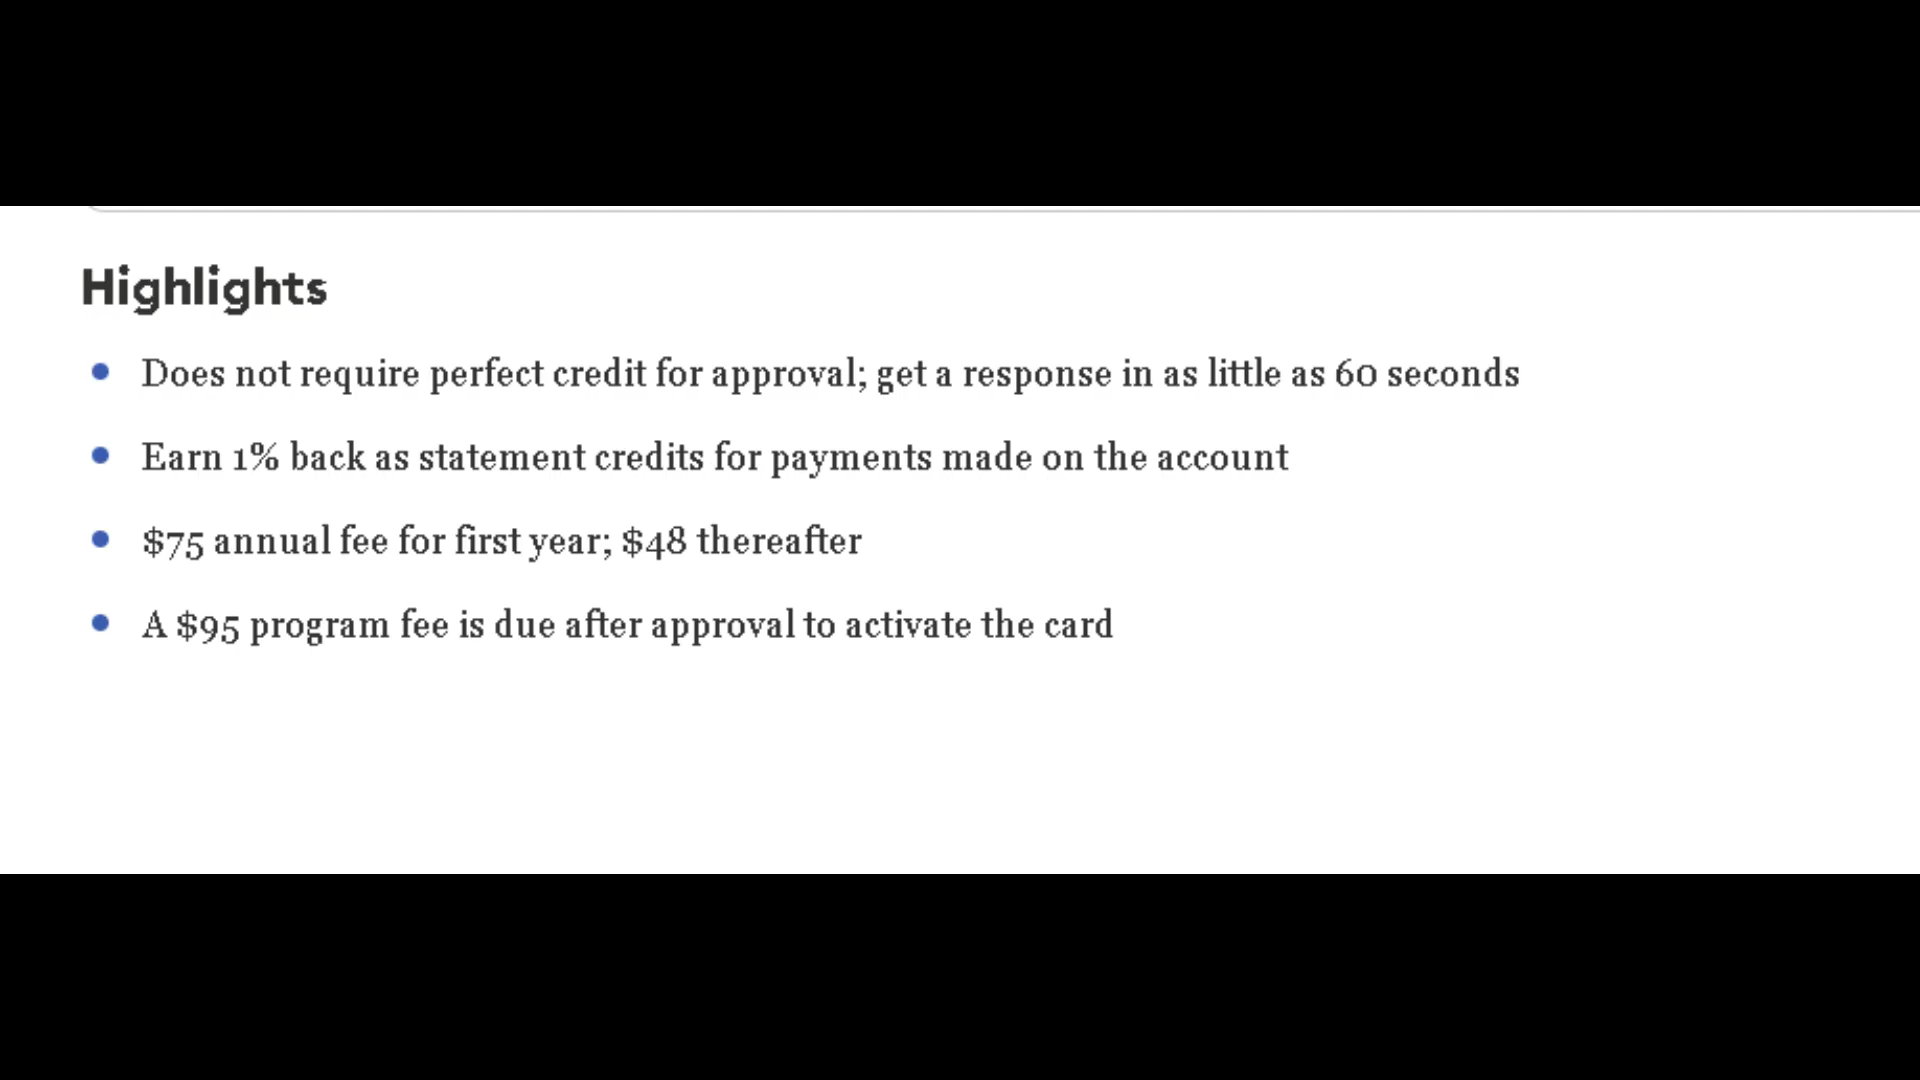 Highlights
Does not require perfect credit for approval; get a response in as little as 60 seconds
Earn 1% back as statement credits for payments made on the account
$75 annual fee for first year; $48 thereafter
A $95 program fee is due after approval to activate the card